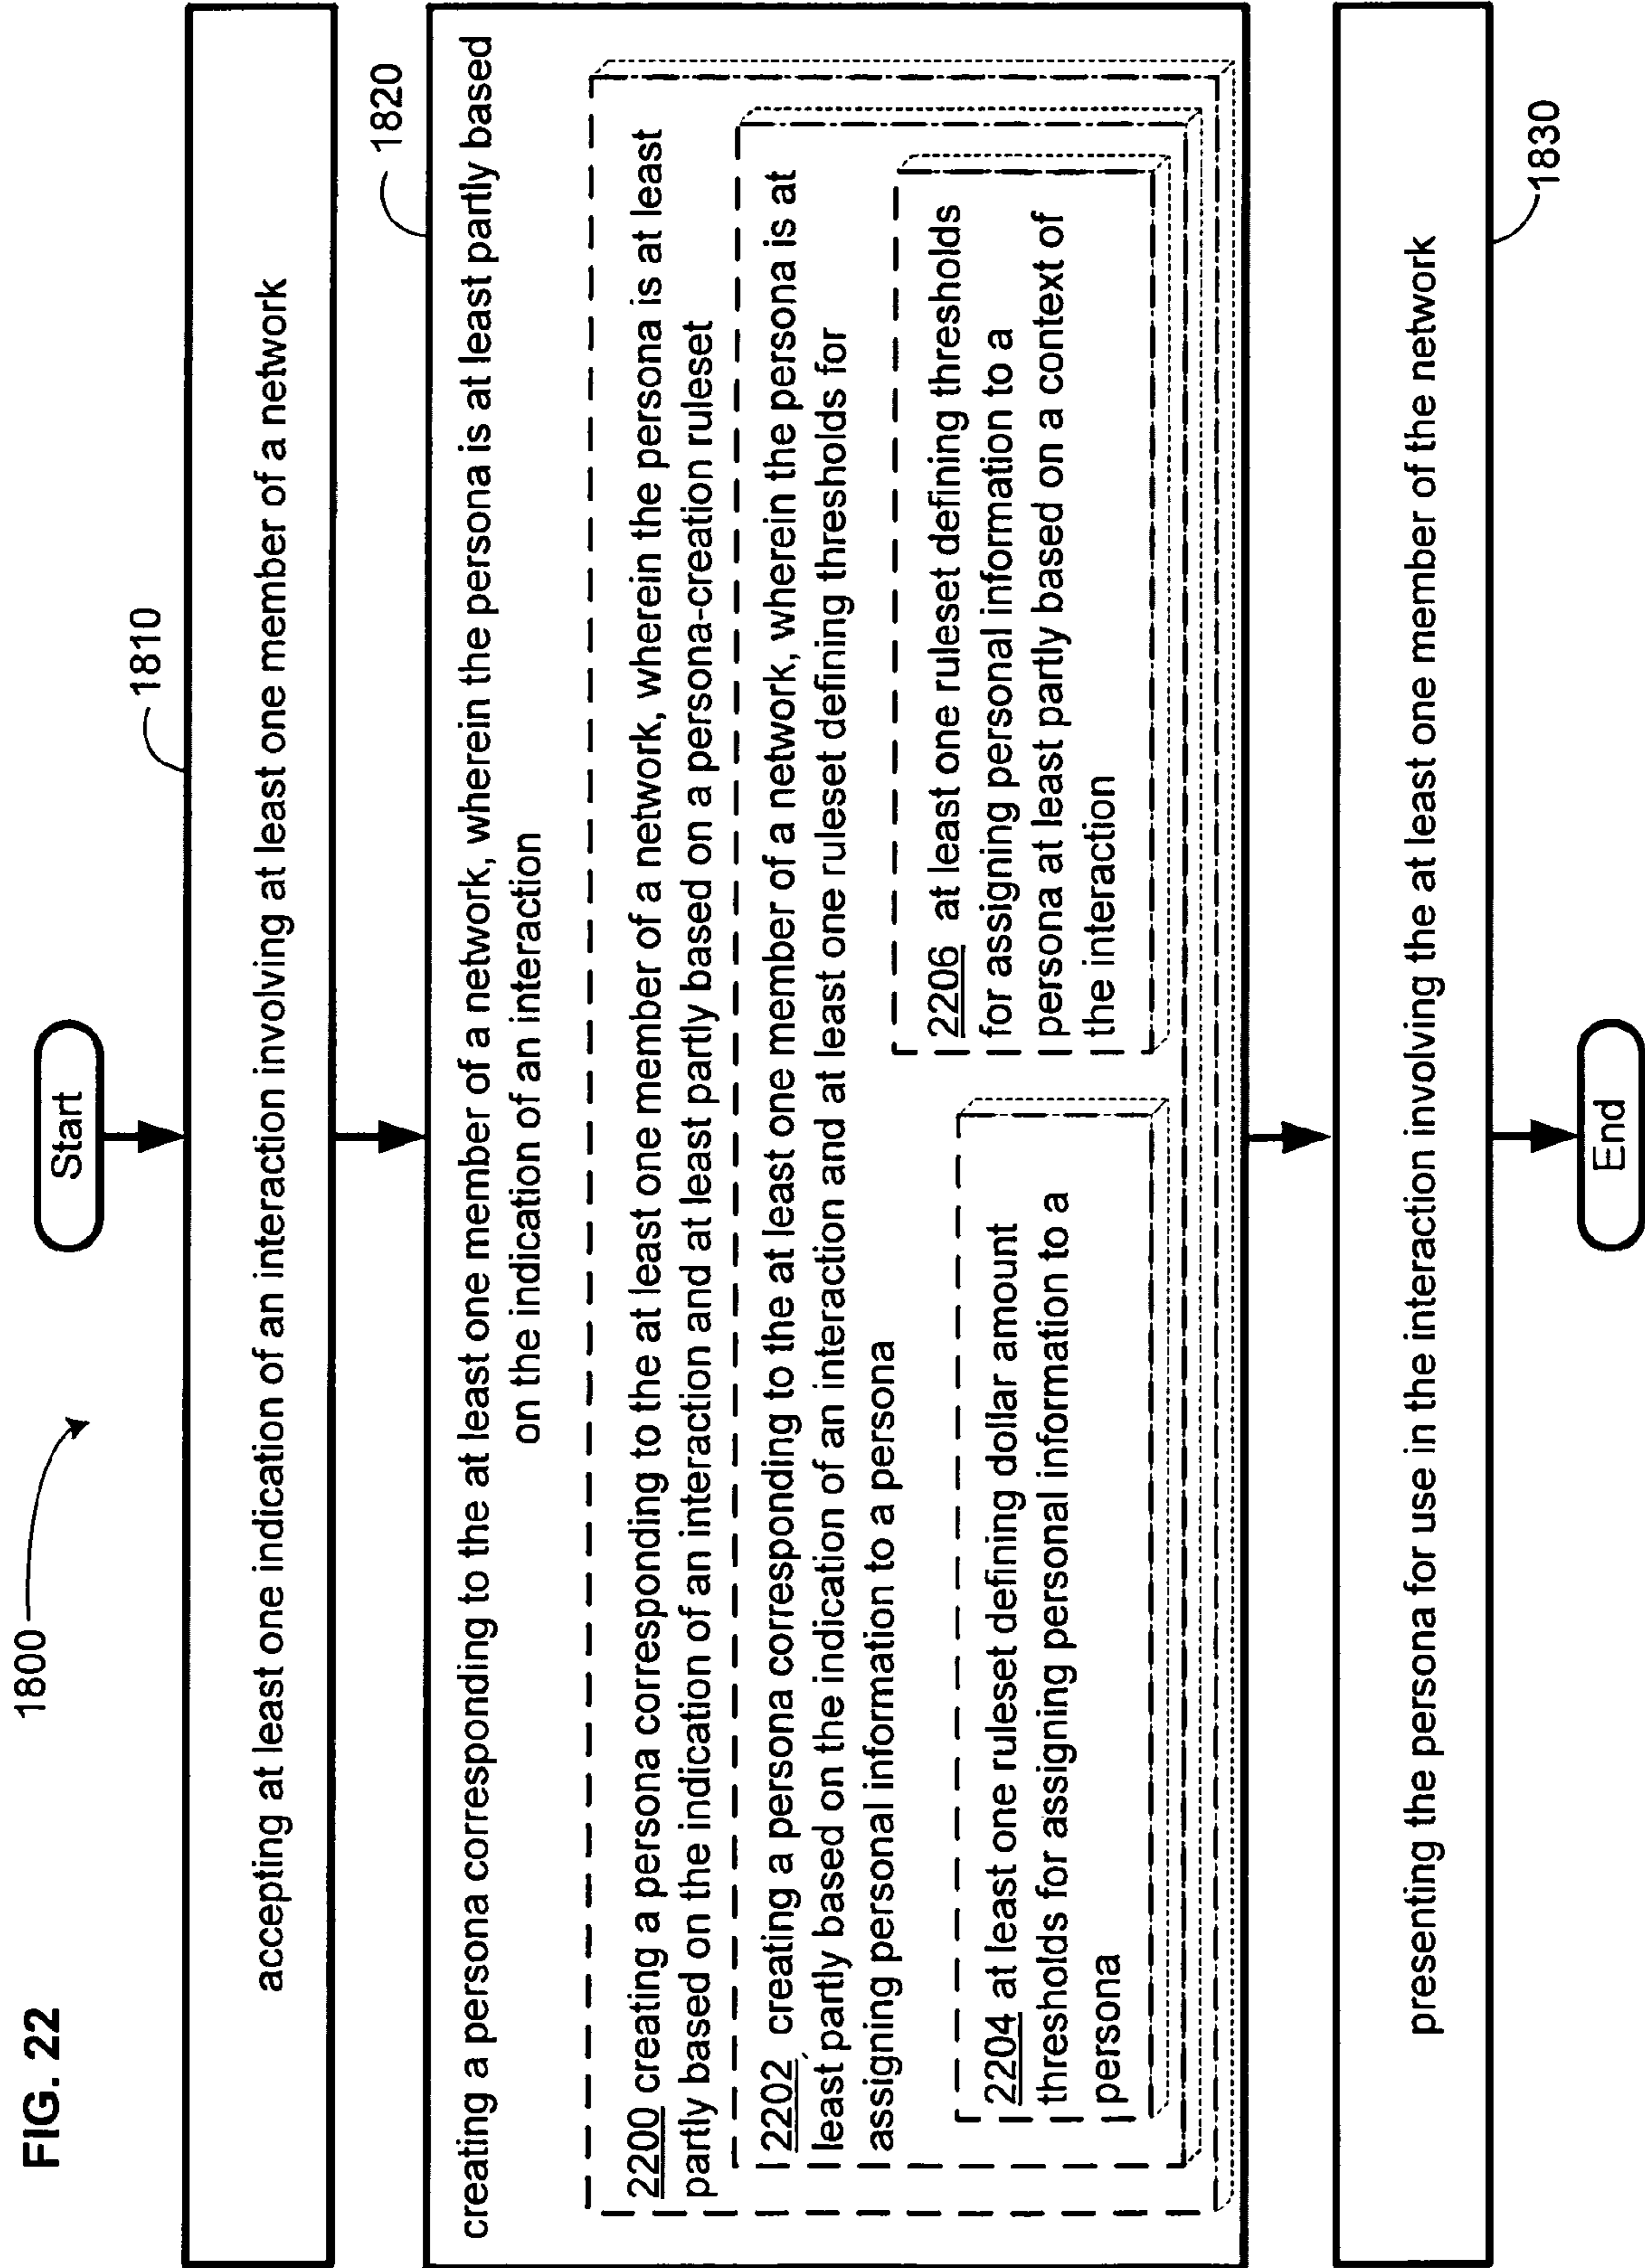 FIG. 22
1800
Start
1810
accepting at least one indication of an interaction involving at least one member of a network
1820
creating a persona corresponding to the at least one member of a network, wherein the persona is at least partly based
on the indication of an interaction
2200 creating a persona corresponding to the at least one member of a network, wherein the persona is at least
partly based on the indication of an interaction and at least partly based on a persona-creation ruleset
2202 creating a persona corresponding to the at least one member of a network, wherein the persona is at
least partly based on the indication of an interaction and at least one ruleset defining thresholds for
assigning personal information to a persona
2204 at least one ruleset defining dollar amount
thresholds for assigning personal information to a
persona
2206 at least one ruleset defining thresholds
for assigning personal information to a
persona at least partly based on a context of
the interaction
presenting the persona for use in the interaction involving the at least one member of the network
1830
End